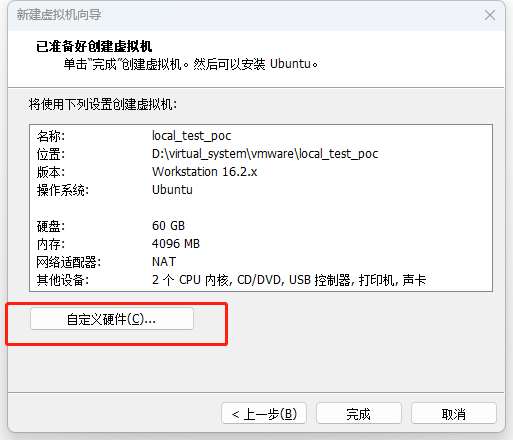 新建虚拟机向导
已准备好创建虚拟机
单击“完成”创建虚拟机。然后可以安装 Ubuntu。
将使用下列设置创建虚拟机:
名称: local_test_poc
位置: D:\virtual_system\vmware\local_test_poc
版本: Workstation 16.2.x
操作系统: Ubuntu
硬盘: 60 GB
内存: 4096 MB
网络适配器: NAT
其他设备: 2 个 CPU 内核, CD/DVD, USB 控制器, 打印机, 声卡
自定义硬件(C)...
< 上一步(B) 完成 取消